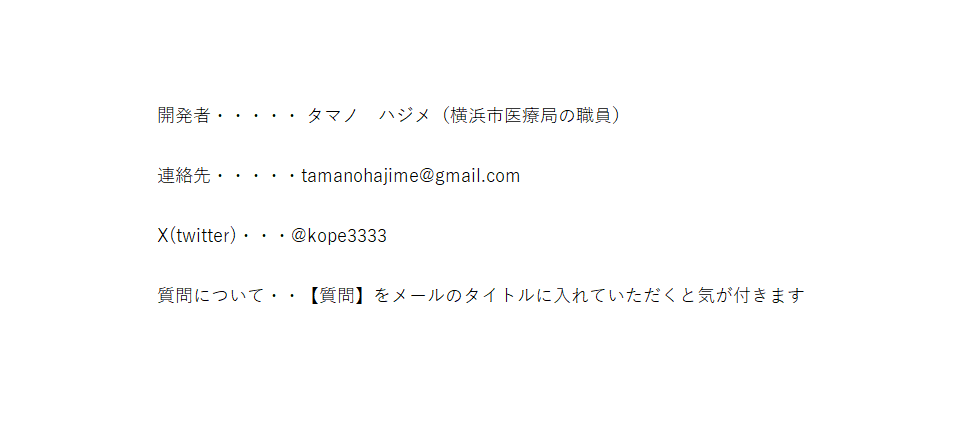 開発者・・・・・ タマノ　ハジメ（横浜市医療局の職員）
連絡先・・・・・tamanohajime@gmail.com
X(twitter)・・・@kope3333
質問について・・【質問】をメールのタイトルに入れていただくと気が付きます